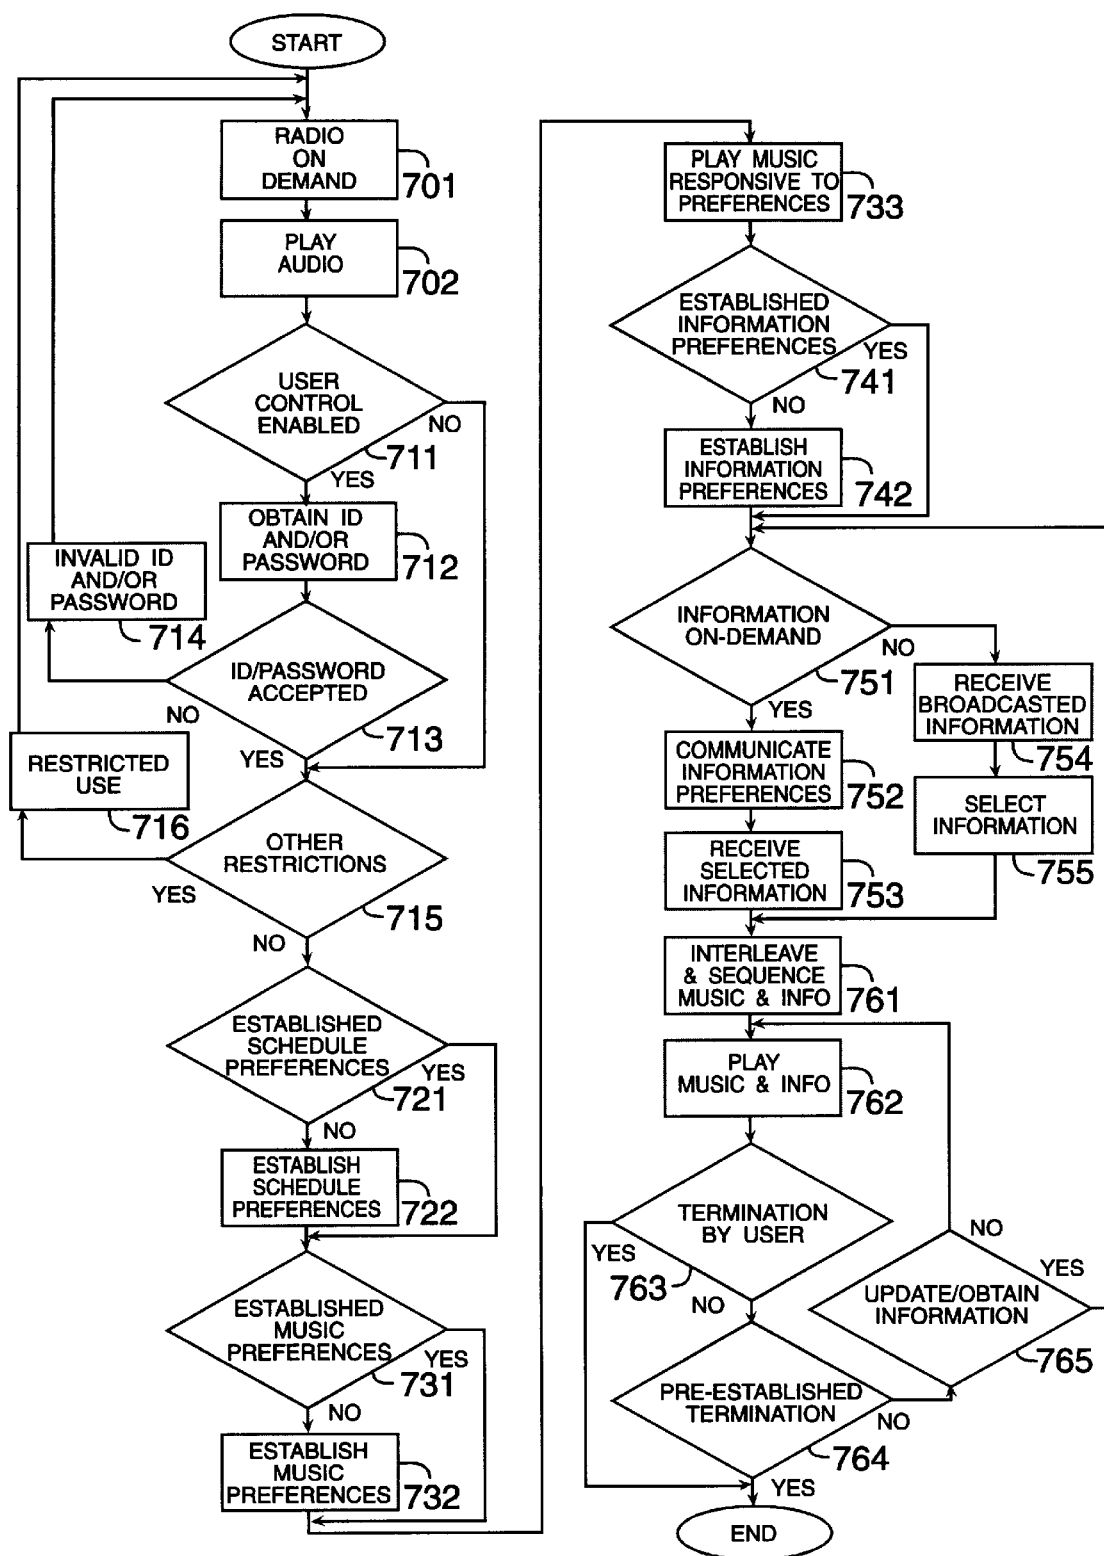 START
RADIO
ON
DEMAND
701
PLAY
AUDIO
702
USER
CONTROL
ENABLED
NO
711
YES
OBTAIN ID
AND/OR
PASSWORD
712
INVALID ID
AND/OR
PASSWORD
714
ID/PASSWORD
ACCEPTED
NO
713
YES
RESTRICTED
USE
716
OTHER
RESTRICTIONS
YES
715
NO
ESTABLISHED
SCHEDULE
PREFERENCES
YES
721
NO
ESTABLISH
SCHEDULE
PREFERENCES
722
ESTABLISHED
MUSIC
PREFERENCES
YES
731
NO
ESTABLISH
MUSIC
PREFERENCES
732
PLAY MUSIC
RESPONSIVE TO
PREFERENCES
733
ESTABLISHED
INFORMATION
PREFERENCES
YES
741
NO
ESTABLISH
INFORMATION
PREFERENCES
742
INFORMATION
ON-DEMAND
NO
751
YES
RECEIVE
BROADCASTED
INFORMATION
754
COMMUNICATE
INFORMATION
PREFERENCES
752
SELECT
INFORMATION
755
RECEIVE
SELECTED
INFORMATION
753
INTERLEAVE
& SEQUENCE
MUSIC & INFO
761
PLAY
MUSIC & INFO
762
TERMINATION
BY USER
YES
763
NO
UPDATE/OBTAIN
INFORMATION
NO
YES
765
PRE-ESTABLISHED
TERMINATION
NO
764
YES
END